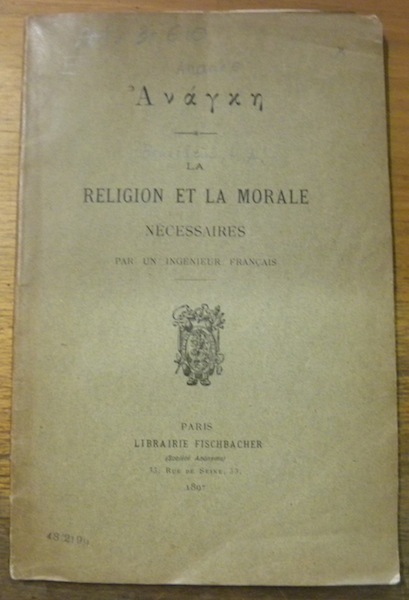 Ἀνάγκη
LA
RELIGION ET LA MORALE
NÉCESSAIRES
PAR UN INGÉNIEUR FRANÇAIS
PARIS
LIBRAIRIE FISCHBACHER
(Société Anonyme)
33, RUE DE SEINE, 33